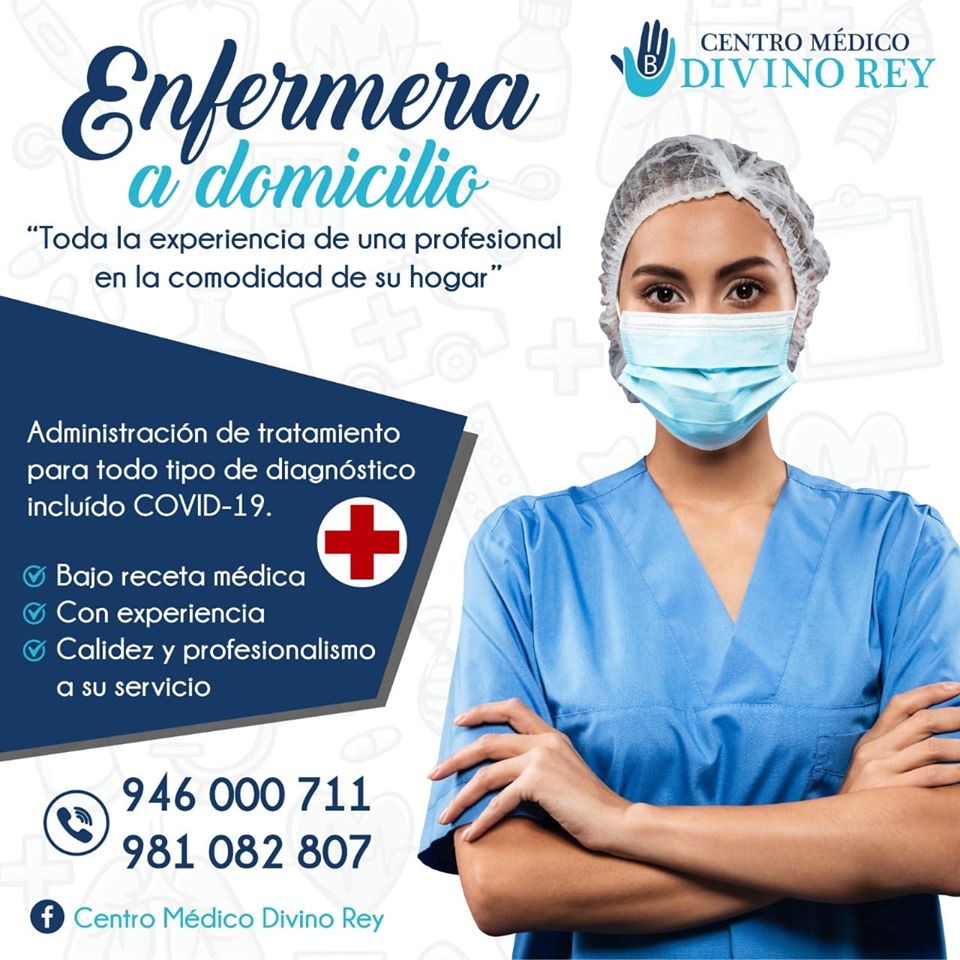 Enfermera
a domicilio
“Toda la experiencia de una profesional
en la comodidad de su hogar”
B
CENTRO MÉDICO
DIVINO REY
Administración de tratamiento
para todo tipo de diagnóstico
incluído COVID-19.
Bajo receta médica
Con experiencia
Calidez y profesionalismo
a su servicio
946 000 711
981 082 807
f Centro Médico Divino Rey